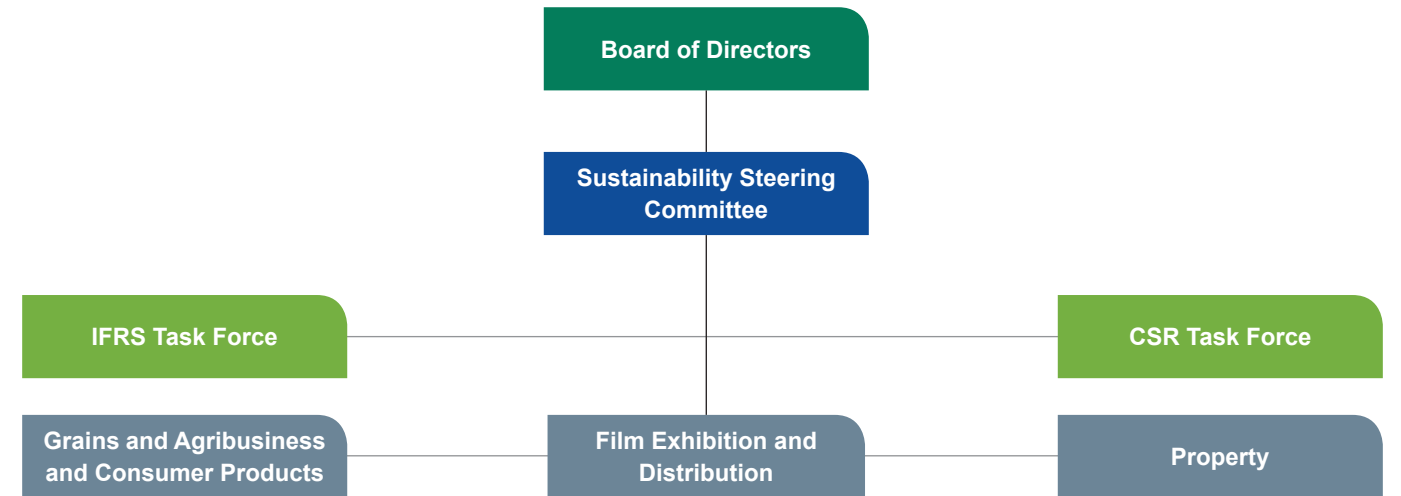 Board of Directors
Sustainability Steering
Committee
IFRS Task Force
CSR Task Force
Grains and Agribusiness
and Consumer Products
Film Exhibition and
Distribution
Property